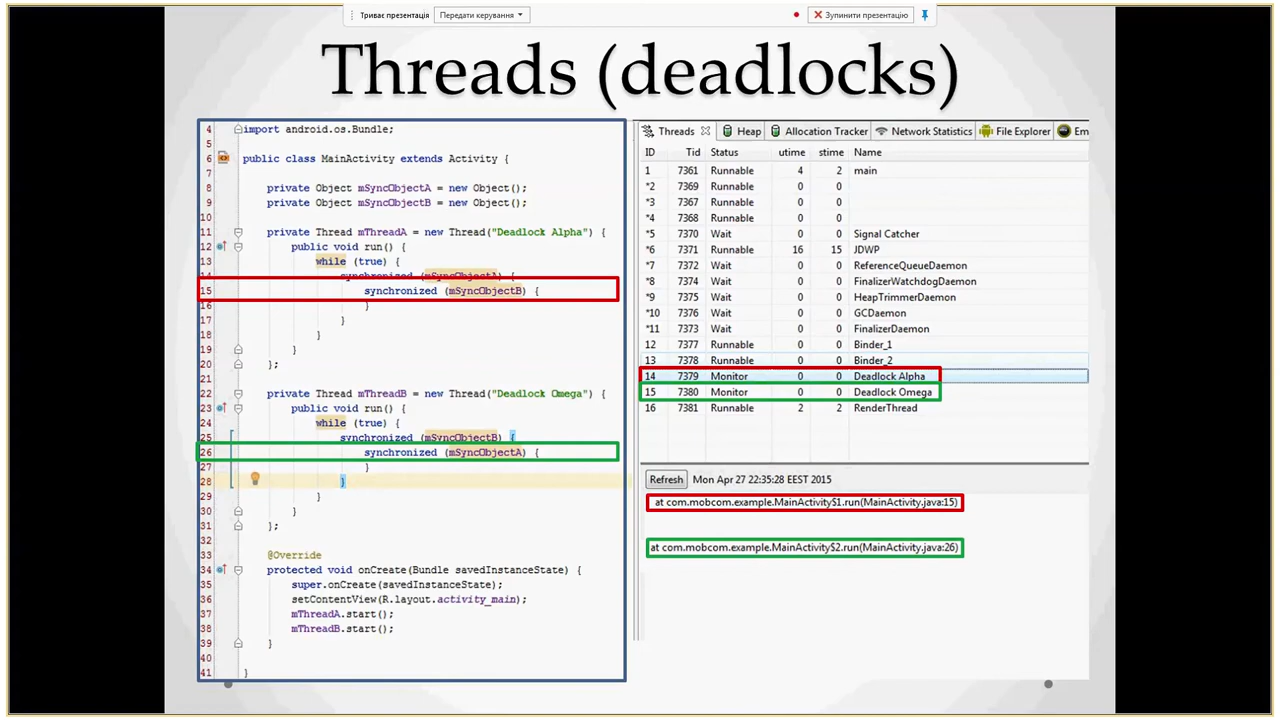 Триває презентація
Передати керування
Зупинити презентацію
Threads (deadlocks)
4 import android.os.Bundle;
5
6 public class MainActivity extends Activity {
7
8 private Object mSyncObjectA = new Object();
9 private Object mSyncObjectB = new Object();
10
11 private Thread mThreadA = new Thread("Deadlock Alpha") {
12 public void run() {
13 while (true) {
14 synchronized (mSyncObjectA) {
15 synchronized (mSyncObjectB) {
16 }
17 }
18 }
19 }
20 };
21
22 private Thread mThreadB = new Thread("Deadlock Omega") {
23 public void run() {
24 while (true) {
25 synchronized (mSyncObjectB) {
26 synchronized (mSyncObjectA) {
27 }
28 }
29 }
30 }
31 };
32
33 @Override
34 protected void onCreate(Bundle savedInstanceState) {
35 super.onCreate(savedInstanceState);
36 setContentView(R.layout.activity_main);
37 mThreadA.start();
38 mThreadB.start();
39 }
40
41 }
Threads Heap Allocation Tracker Network Statistics File Explorer Em
ID Tid Status utime stime Name
1 7361 Runnable 4 2 main
*2 7369 Runnable 0 0
*3 7367 Runnable 0 0
*4 7368 Runnable 0 0
*5 7370 Wait 0 0 Signal Catcher
*6 7371 Runnable 16 15 JDWP
*7 7372 Wait 0 0 ReferenceQueueDaemon
*8 7374 Wait 0 0 FinalizerWatchdogDaemon
*9 7375 Wait 0 0 HeapTrimmerDaemon
*10 7376 Wait 0 0 GCDaemon
*11 7373 Wait 0 0 FinalizerDaemon
12 7377 Runnable 0 0 Binder_1
13 7378 Runnable 0 0 Binder_2
14 7379 Monitor 0 0 Deadlock Alpha
15 7380 Monitor 0 0 Deadlock Omega
16 7381 Runnable 2 2 RenderThread
Refresh Mon Apr 27 22:35:28 EEST 2015
at com.mobcom.example.MainActivity$1.run(MainActivity.java:15)
at com.mobcom.example.MainActivity$2.run(MainActivity.java:26)